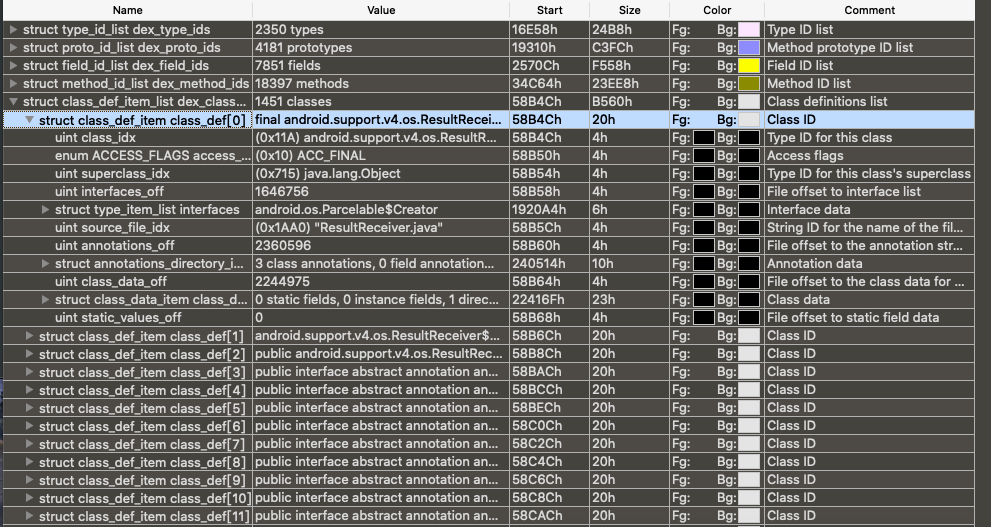 Name Value Start Size Color Comment
struct type_id_list dex_type_ids 2350 types 16E58h 24B8h Fg: Bg: Type ID list
struct proto_id_list dex_proto_ids 4181 prototypes 19310h C3FCh Fg: Bg: Method prototype ID list
struct field_id_list dex_field_ids 7851 fields 2570Ch F558h Fg: Bg: Field ID list
struct method_id_list dex_method_ids 18397 methods 34C64h 23EE8h Fg: Bg: Method ID list
struct class_def_item_list dex_class... 1451 classes 58B4Ch B560h Fg: Bg: Class definitions list
struct class_def_item class_def[0] final android.support.v4.os.ResultRecei... 58B4Ch 20h Fg: Bg: Class ID
uint class_idx (0x11A) android.support.v4.os.ResultR... 58B4Ch 4h Fg: Bg: Type ID for this class
enum ACCESS_FLAGS access_... (0x10) ACC_FINAL 58B50h 4h Fg: Bg: Access flags
uint superclass_idx (0x715) java.lang.Object 58B54h 4h Fg: Bg: Type ID for this class's superclass
uint interfaces_off 1646756 58B58h 4h Fg: Bg: File offset to interface list
struct type_item_list interfaces android.os.Parcelable$Creator 1920A4h 6h Fg: Bg: Interface data
uint source_file_idx (0x1AA0) "ResultReceiver.java" 58B5Ch 4h Fg: Bg: String ID for the name of the fil...
uint annotations_off 2360596 58B60h 4h Fg: Bg: File offset to the annotation str...
struct annotations_directory_i... 3 class annotations, 0 field annotation... 240514h 10h Fg: Bg: Annotation data
uint class_data_off 2244975 58B64h 4h Fg: Bg: File offset to the class data for ...
struct class_data_item class_d... 0 static fields, 0 instance fields, 1 direc... 22416Fh 23h Fg: Bg: Class data
uint static_values_off 0 58B68h 4h Fg: Bg: File offset to static field data
struct class_def_item class_def[1] android.support.v4.os.ResultReceiver$... 58B6Ch 20h Fg: Bg: Class ID
struct class_def_item class_def[2] public android.support.v4.os.ResultRec... 58B8Ch 20h Fg: Bg: Class ID
struct class_def_item class_def[3] public interface abstract annotation an... 58BACh 20h Fg: Bg: Class ID
struct class_def_item class_def[4] public interface abstract annotation an... 58BCCh 20h Fg: Bg: Class ID
struct class_def_item class_def[5] public interface abstract annotation an... 58BECh 20h Fg: Bg: Class ID
struct class_def_item class_def[6] public interface abstract annotation an... 58C0Ch 20h Fg: Bg: Class ID
struct class_def_item class_def[7] public interface abstract annotation an... 58C2Ch 20h Fg: Bg: Class ID
struct class_def_item class_def[8] public interface abstract annotation an... 58C4Ch 20h Fg: Bg: Class ID
struct class_def_item class_def[9] public interface abstract annotation an... 58C6Ch 20h Fg: Bg: Class ID
struct class_def_item class_def[10] public interface abstract annotation an... 58C8Ch 20h Fg: Bg: Class ID
struct class_def_item class_def[11] public interface abstract annotation an... 58CACh 20h Fg: Bg: Class ID